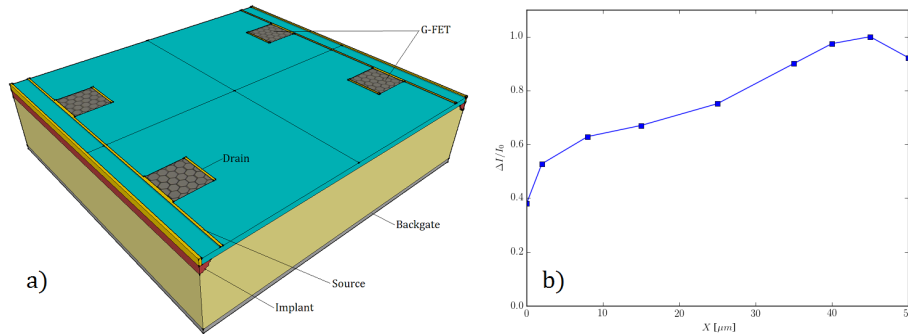 G-FET
Drain
Backgate
Source
Implant
a)
1.0
0.8
0.6
0.4
0.2
0.0
ΔI/I₀
0
10
20
30
40
50
X [μm]
b)